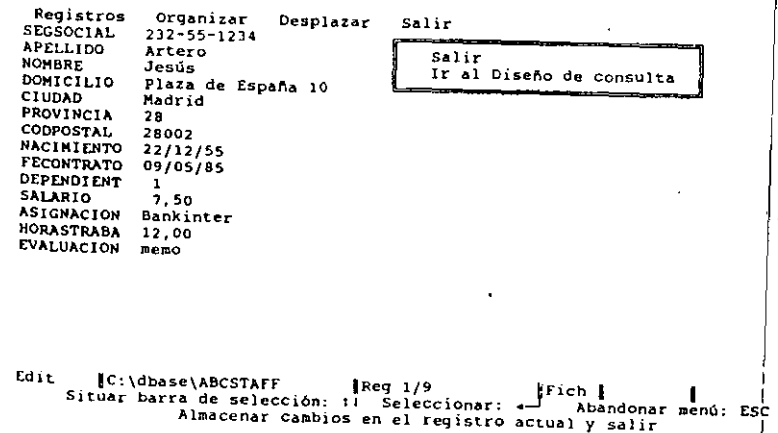 Registros Organizar Desplazar Salir
SEGSOCIAL 232-55-1234
APELLIDO Artero
NOMBRE Jesús
DOMICILIO Plaza de España 10
CIUDAD Madrid
PROVINCIA 28
CODPOSTAL 28002
NACIMIENTO 22/12/55
FECONTRATO 09/05/85
DEPENDIENT 1
SALARIO 7,50
ASIGNACION Bankinter
HORASTRABA 12,00
EVALUACION memo
Salir
Ir al Diseño de consulta
Edit C:\dbase\ABCSTAFF Reg 1/9 Fich
Situar barra de selección: ↑↓ Seleccionar: ↵ Abandonar menú: ESC
Almacenar cambios en el registro actual y salir